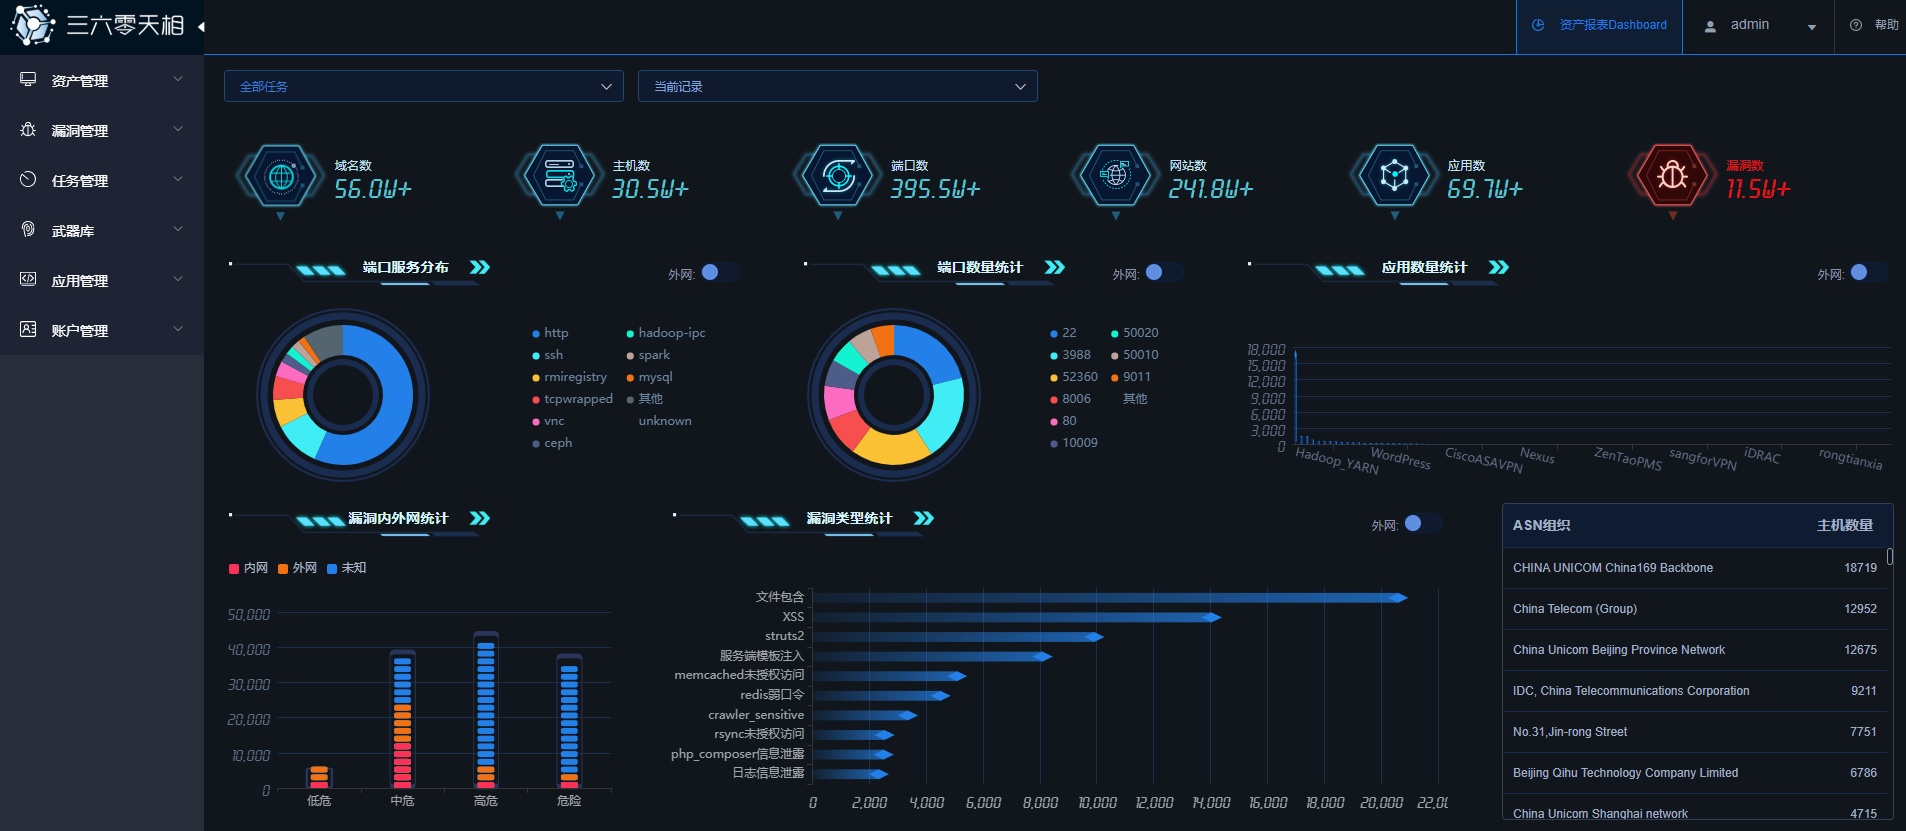 三六零天相
资产报表Dashboard
admin
帮助
资产管理
漏洞管理
任务管理
武器库
应用管理
账户管理
全部任务
当前记录
域名数
56.0W+
主机数
30.5W+
端口数
395.5W+
网站数
241.8W+
应用数
69.7W+
漏洞数
11.5W+
端口服务分布
外网:
http
ssh
rmiregistry
tcpwrapped
vnc
ceph
hadoop-ipc
spark
mysql
其他
unknown
端口数量统计
外网:
22
3988
52360
8006
80
10009
50020
50010
9011
其他
应用数量统计
外网:
18,000
15,000
12,000
9,000
6,000
3,000
0
Hadoop_YARN
WordPress
CiscoASAVPN
Nexus
ZenTaoPMS
sangforVPN
iDRAC
rongtianxia
漏洞内外网统计
内网
外网
未知
50,000
40,000
30,000
20,000
10,000
0
低危
中危
高危
危险
漏洞类型统计
外网:
文件包含
XSS
struts2
服务端模板注入
memcached未授权访问
redis弱口令
crawler_sensitive
rsync未授权访问
php_composer信息泄露
日志信息泄露
0
2,000
4,000
6,000
8,000
10,000
12,000
14,000
16,000
18,000
20,000
ASN组织 主机数量
CHINA UNICOM China169 Backbone 18719
China Telecom (Group) 12952
China Unicom Beijing Province Network 12675
IDC, China Telecommunications Corporation 9211
No.31,Jin-rong Street 7751
Beijing Qihu Technology Company Limited 6786
China Unicom Shanghai network 4715